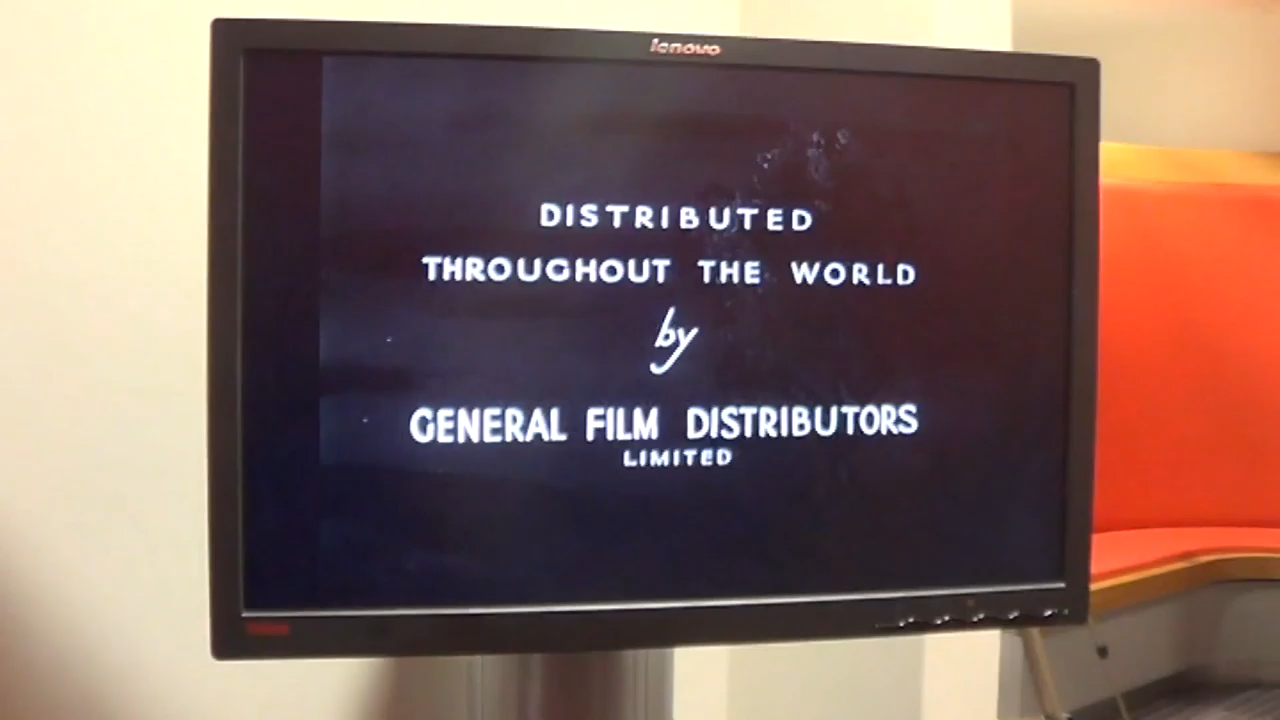 lenovo
DISTRIBUTED
THROUGHOUT THE WORLD
by
GENERAL FILM DISTRIBUTORS
LIMITED